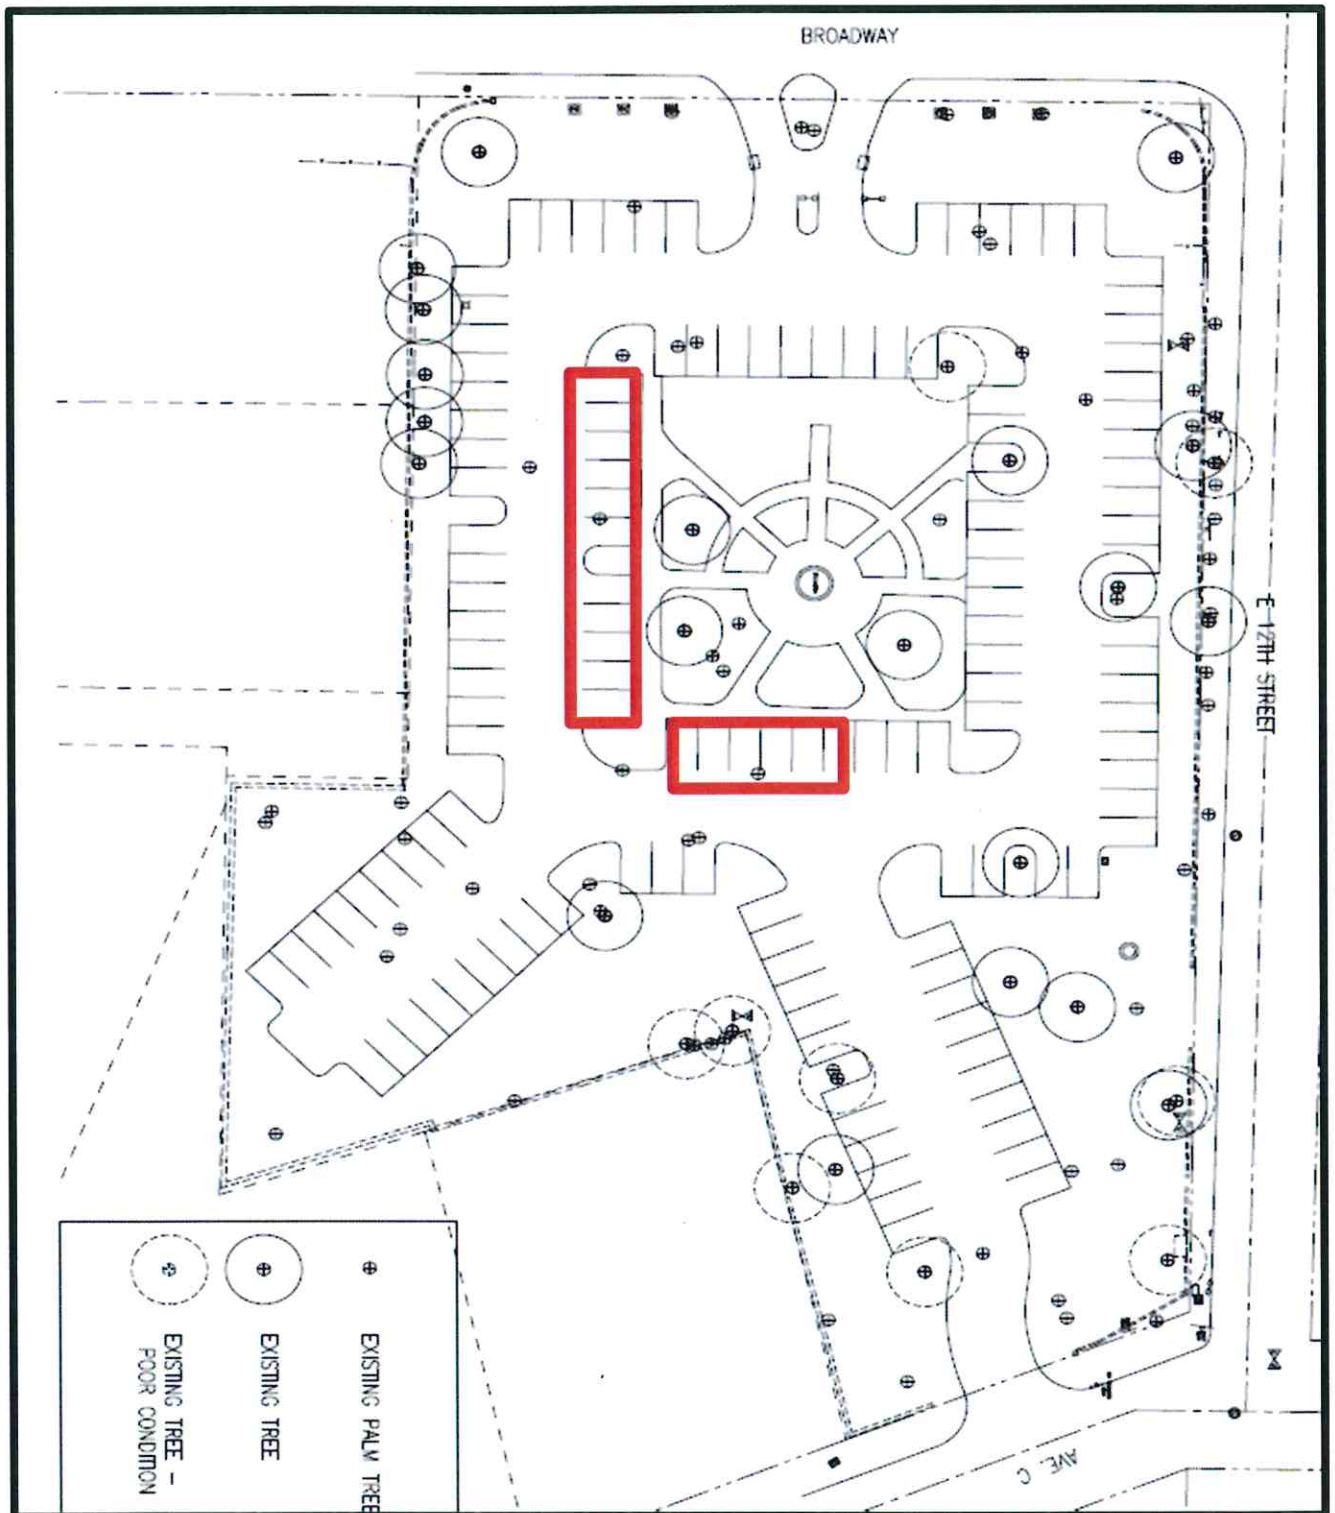 BROADWAY
E 12TH STREET
AVE. C
EXISTING PALM TREE
EXISTING TREE
EXISTING TREE -
POOR CONDITION